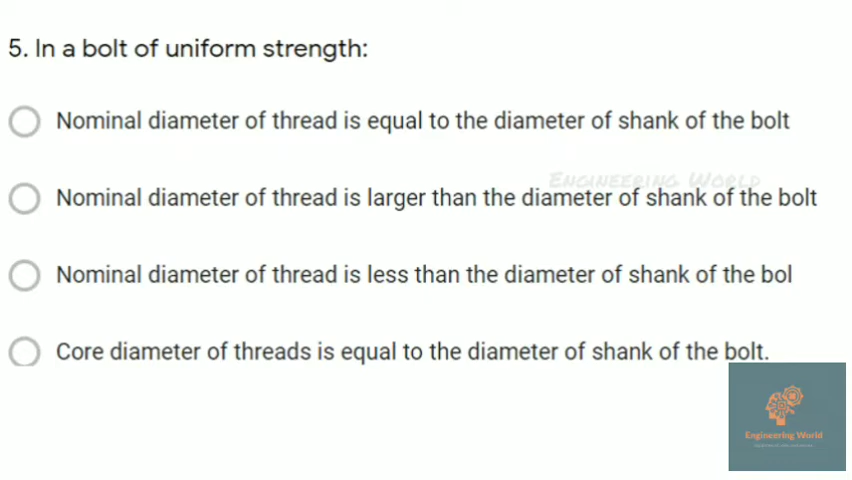 5. In a bolt of uniform strength:
Nominal diameter of thread is equal to the diameter of shank of the bolt
Engineering World
Nominal diameter of thread is larger than the diameter of shank of the bolt
Nominal diameter of thread is less than the diameter of shank of the bol
Core diameter of threads is equal to the diameter of shank of the bolt.
Engineering World